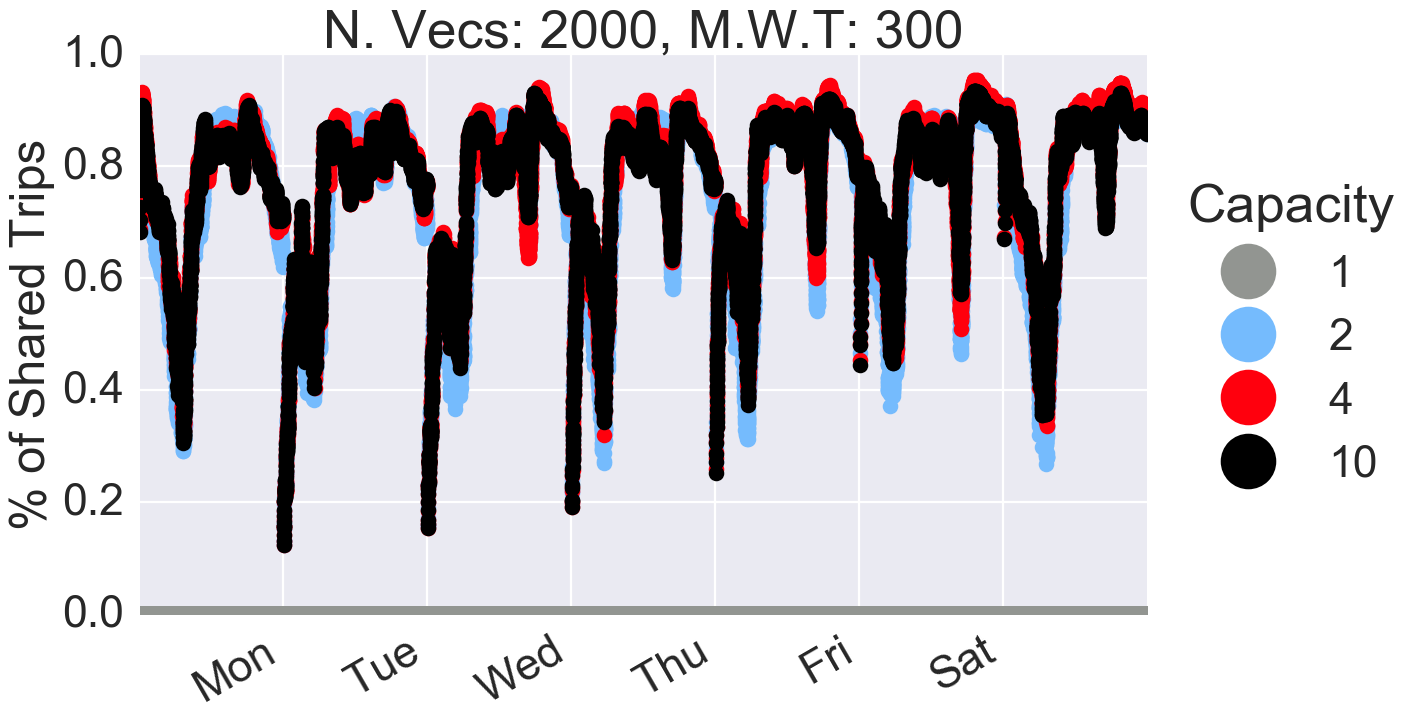 N. Vecs: 2000, M.W.T: 300
% of Shared Trips
1.0
0.8
0.6
0.4
0.2
0.0
Mon
Tue
Wed
Thu
Fri
Sat
Capacity
1
2
4
10